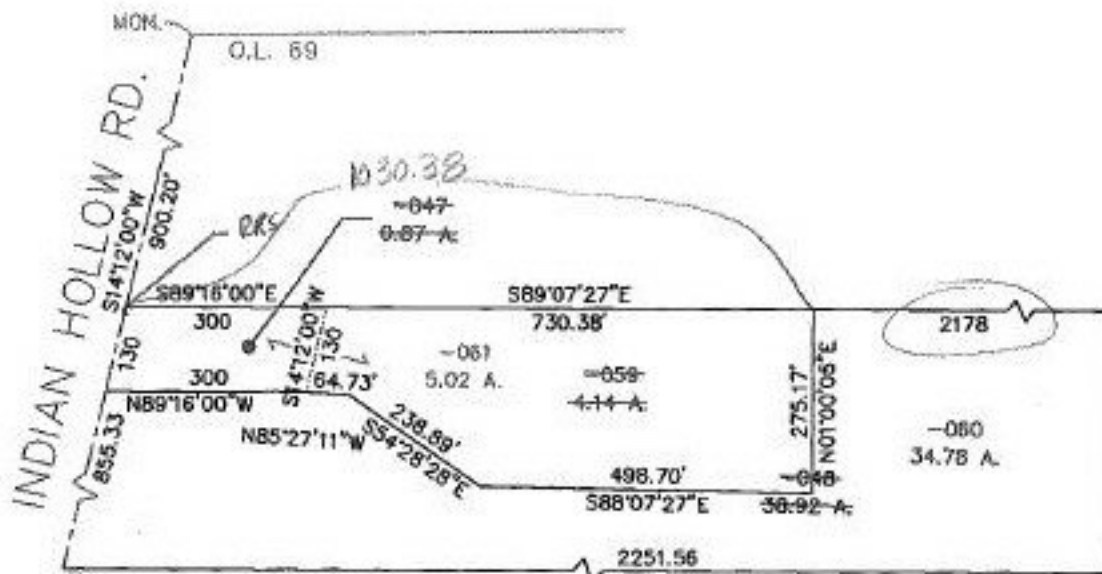 MON.
O.L. 69
INDIAN HOLLOW RD.
S14°12'00"W
900.20'
1030.38
~047
0.87 A.
RRS
S89°16'00"E
S89°07'27"E
300
730.38'
2178
130
S14°12'00"W
130
~061
5.02 A.
~059
4.14 A.
275.17'
N01°00'06"E
300
64.73'
N89°16'00"W
N85°27'11"W
238.89'
S54°28'28"E
~060
34.78 A.
855.33
498.70'
S88°07'27"E
~048
38.92 A.
2251.56